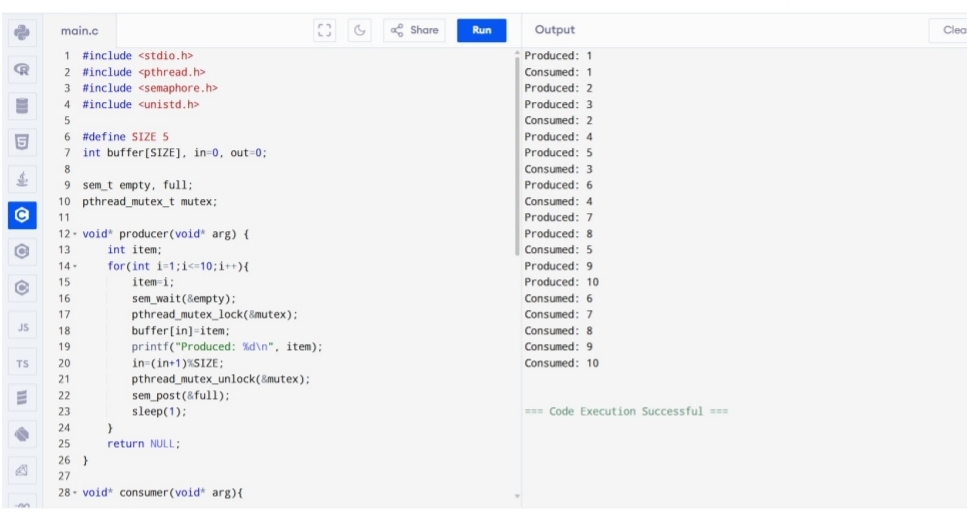 main.c
Share
Run
Output
Clea
1 #include <stdio.h>
2 #include <pthread.h>
3 #include <semaphore.h>
4 #include <unistd.h>
5
6 #define SIZE 5
7 int buffer[SIZE], in=0, out=0;
8
9 sem_t empty, full;
10 pthread_mutex_t mutex;
11
12 void* producer(void* arg) {
13 int item;
14 for(int i=1;i<=10;i++){
15 item=i;
16 sem_wait(&empty);
17 pthread_mutex_lock(&mutex);
18 buffer[in]=item;
19 printf("Produced: %d\n", item);
20 in=(in+1)%SIZE;
21 pthread_mutex_unlock(&mutex);
22 sem_post(&full);
23 sleep(1);
24 }
25 return NULL;
26 }
27
28 void* consumer(void* arg){
Produced: 1
Consumed: 1
Produced: 2
Produced: 3
Consumed: 2
Produced: 4
Produced: 5
Consumed: 3
Produced: 6
Consumed: 4
Produced: 7
Produced: 8
Consumed: 5
Produced: 9
Produced: 10
Consumed: 6
Consumed: 7
Consumed: 8
Consumed: 9
Consumed: 10
=== Code Execution Successful ===
R
5
C
C
C
JS
TS